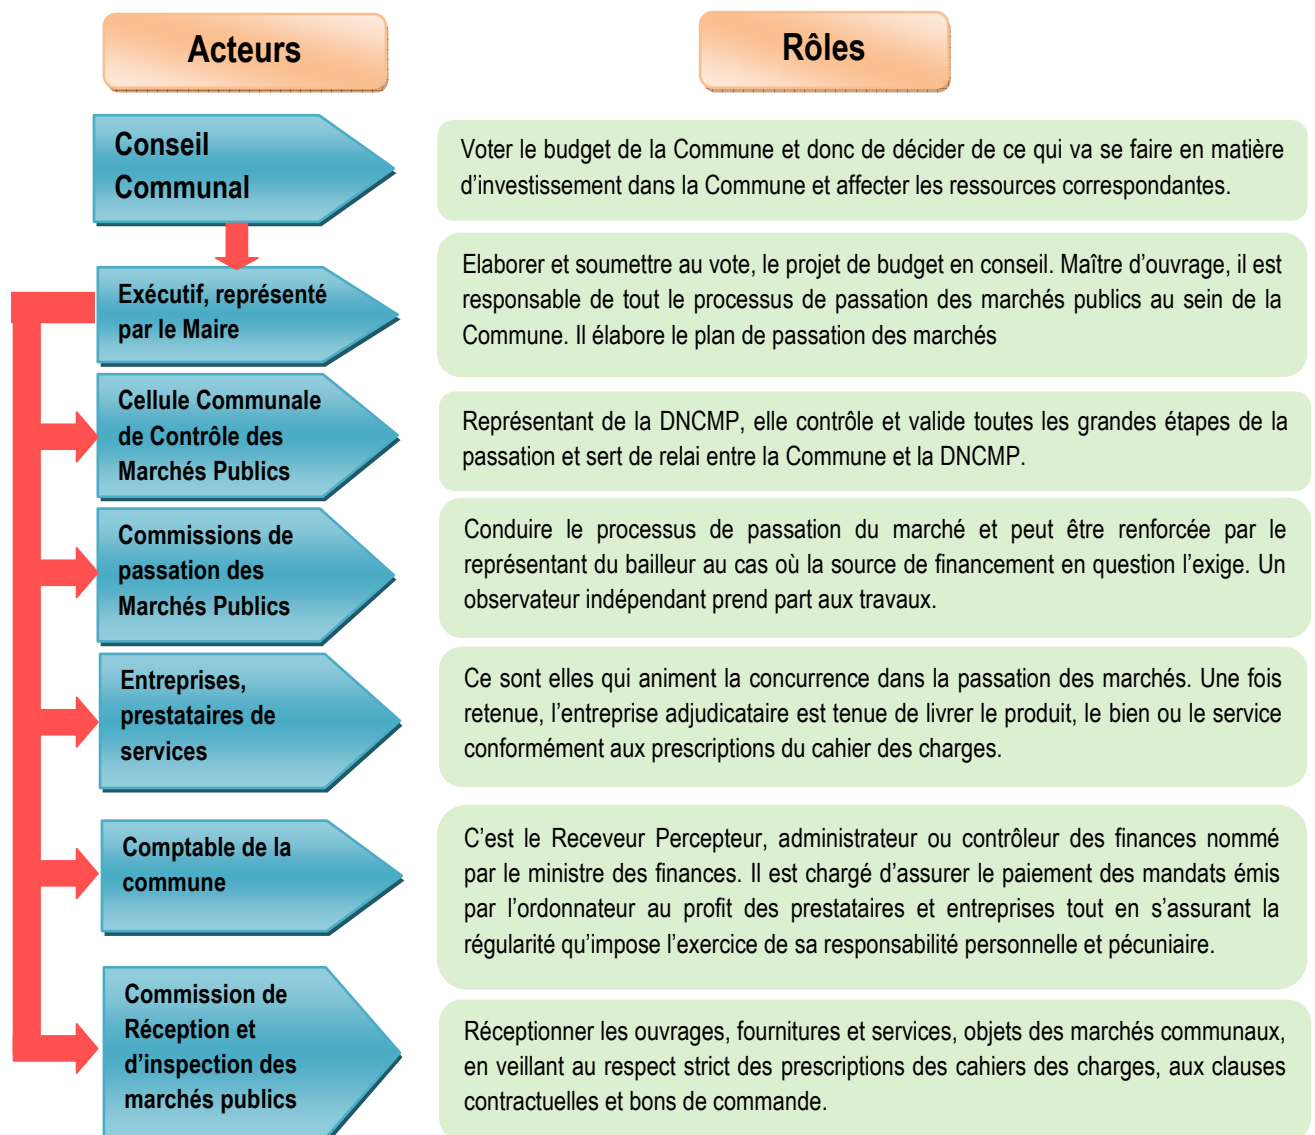 Acteurs
Rôles
Conseil
Communal
Voter le budget de la Commune et donc de décider de ce qui va se faire en matière
d’investissement dans la Commune et affecter les ressources correspondantes.
Exécutif, représenté
par le Maire
Elaborer et soumettre au vote, le projet de budget en conseil. Maître d’ouvrage, il est
responsable de tout le processus de passation des marchés publics au sein de la
Commune. Il élabore le plan de passation des marchés
Cellule Communale
de Contrôle des
Marchés Publics
Représentant de la DNCMP, elle contrôle et valide toutes les grandes étapes de la
passation et sert de relai entre la Commune et la DNCMP.
Commissions de
passation des
Marchés Publics
Conduire le processus de passation du marché et peut être renforcée par le
représentant du bailleur au cas où la source de financement en question l’exige. Un
observateur indépendant prend part aux travaux.
Entreprises,
prestataires de
services
Ce sont elles qui animent la concurrence dans la passation des marchés. Une fois
retenue, l’entreprise adjudicataire est tenue de livrer le produit, le bien ou le service
conformément aux prescriptions du cahier des charges.
Comptable de la
commune
C’est le Receveur Percepteur, administrateur ou contrôleur des finances nommé
par le ministre des finances. Il est chargé d’assurer le paiement des mandats émis
par l’ordonnateur au profit des prestataires et entreprises tout en s’assurant la
régularité qu’impose l’exercice de sa responsabilité personnelle et pécuniaire.
Commission de
Réception et
d’inspection des
marchés publics
Réceptionner les ouvrages, fournitures et services, objets des marchés communaux,
en veillant au respect strict des prescriptions des cahiers des charges, aux clauses
contractuelles et bons de commande.